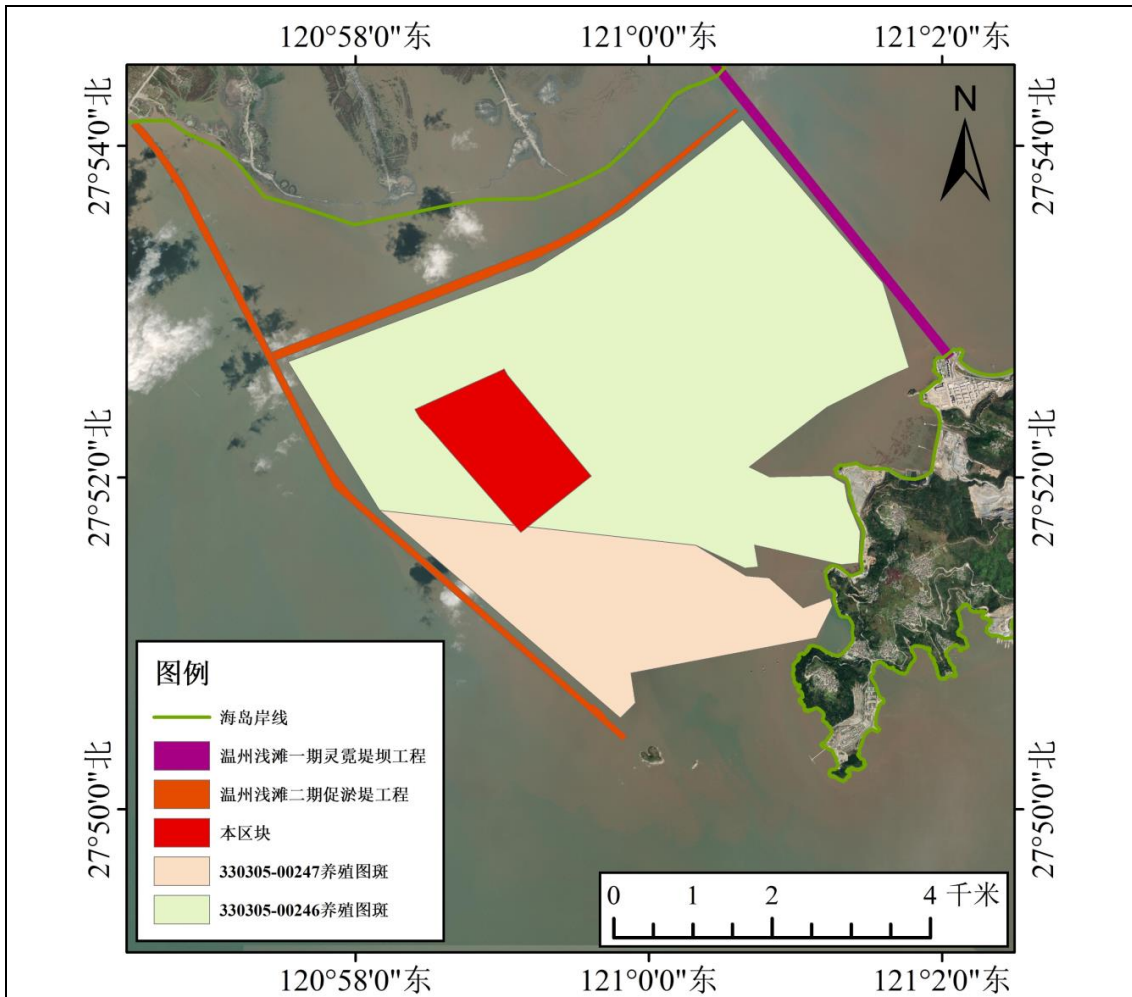 120°58'0"东 121°0'0"东 121°2'0"东
N
27°54'0"北 27°54'0"北
27°52'0"北 27°52'0"北
27°50'0"北 27°50'0"北
图例
海岛岸线
温州浅滩一期灵霓堤坝工程
温州浅滩二期促淤堤工程
本区块
330305-00247养殖图斑
330305-00246养殖图斑
0 1 2 4 千米
120°58'0"东 121°0'0"东 121°2'0"东